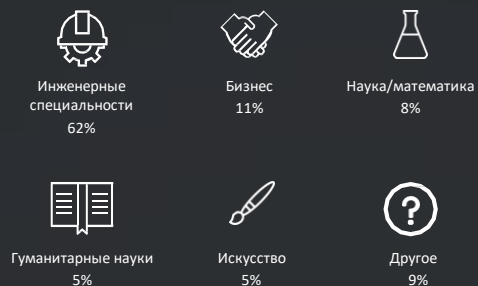 Инженерные
специальности
62%
Бизнес
11%
Наука/математика
8%
Гуманитарные науки
5%
Искусство
5%
Другое
9%